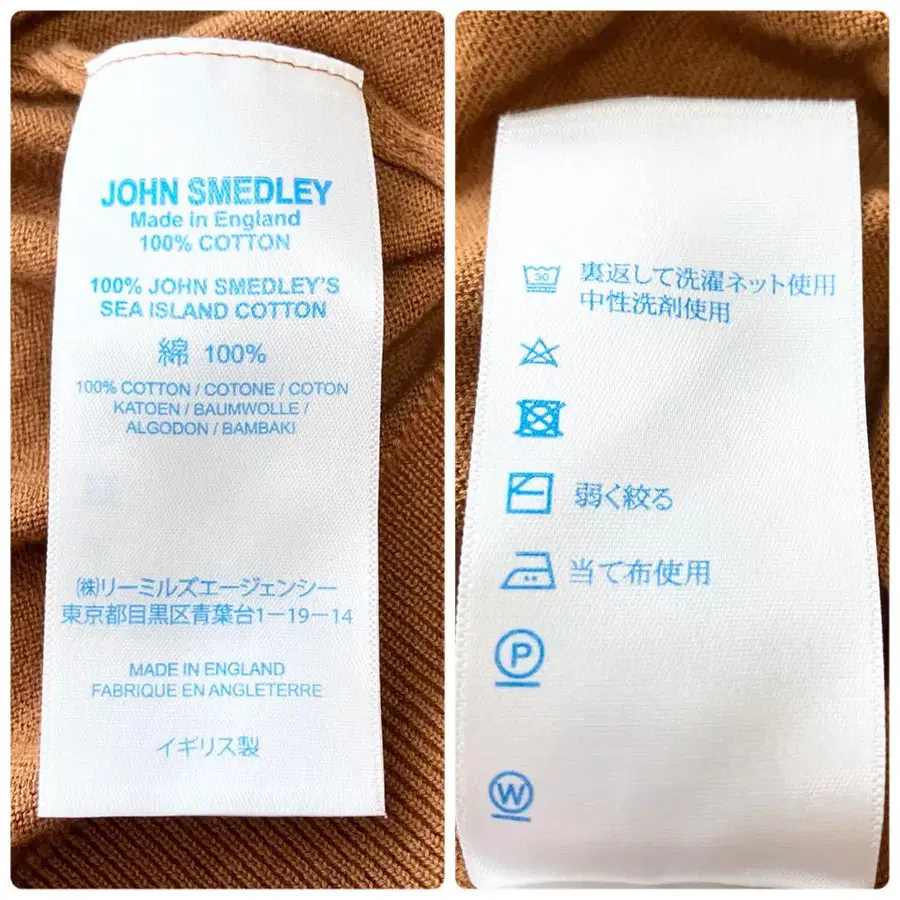 JOHN SMEDLEY
Made in England
100% COTTON
100% JOHN SMEDLEY'S
SEA ISLAND COTTON
綿 100%
100% COTTON / COTONE / COTON
KATOEN / BAUMWOLLE /
ALGODON / BAMBAKI
㈱リーミルズエージェンシー
東京都目黒区青葉台1-19-14
MADE IN ENGLAND
FABRIQUE EN ANGLETERRE
イギリス製
30 裏返して洗濯ネット使用
中性洗剤使用
弱く絞る
当て布使用
P
W